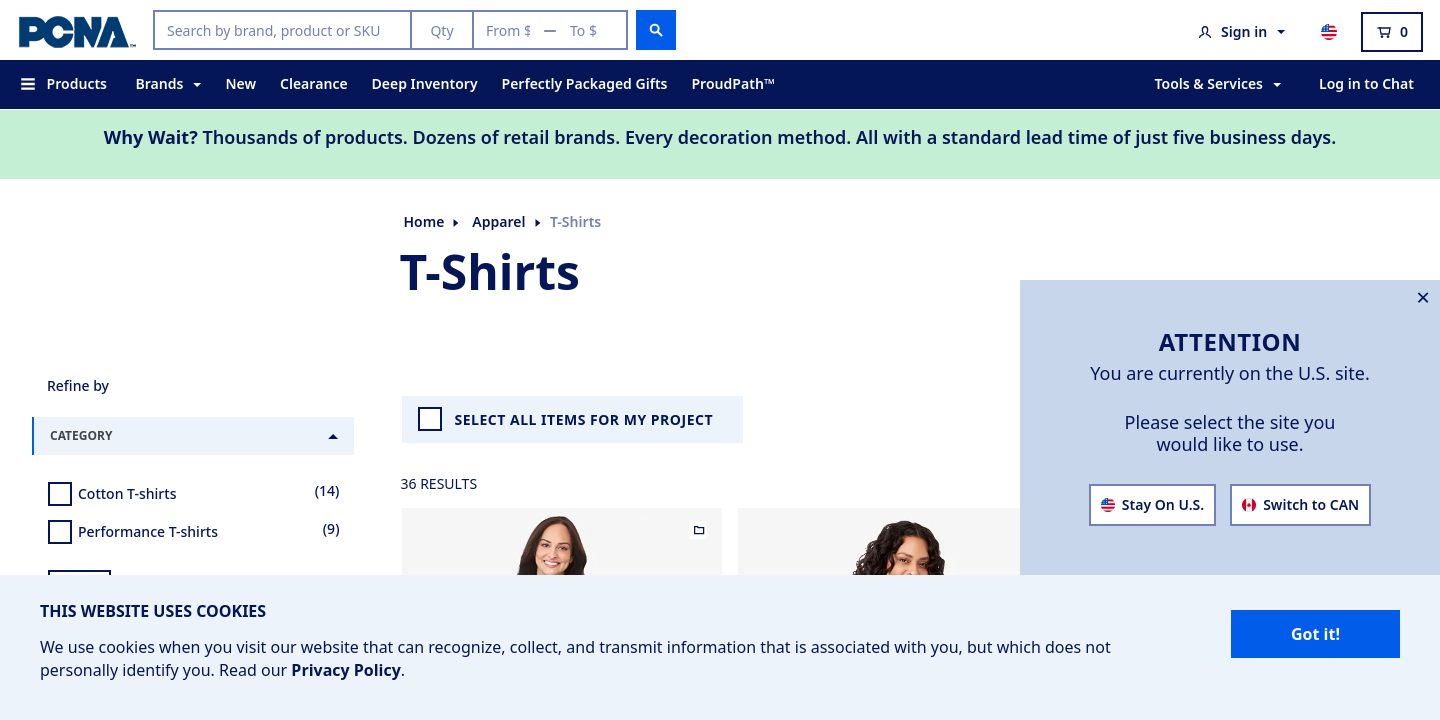 PCNA™
Search by brand, product or SKU
Qty
From $ — To $
Sign in
0
Products
Brands
New
Clearance
Deep Inventory
Perfectly Packaged Gifts
ProudPath™
Tools & Services
Log in to Chat
Why Wait? Thousands of products. Dozens of retail brands. Every decoration method. All with a standard lead time of just five business days.
Home
Apparel
T-Shirts
T-Shirts
Refine by
CATEGORY
Cotton T-shirts (14)
Performance T-shirts (9)
SELECT ALL ITEMS FOR MY PROJECT
36 RESULTS
ATTENTION
You are currently on the U.S. site.
Please select the site you
would like to use.
Stay On U.S.
Switch to CAN
THIS WEBSITE USES COOKIES
We use cookies when you visit our website that can recognize, collect, and transmit information that is associated with you, but which does not
personally identify you. Read our Privacy Policy.
Got it!